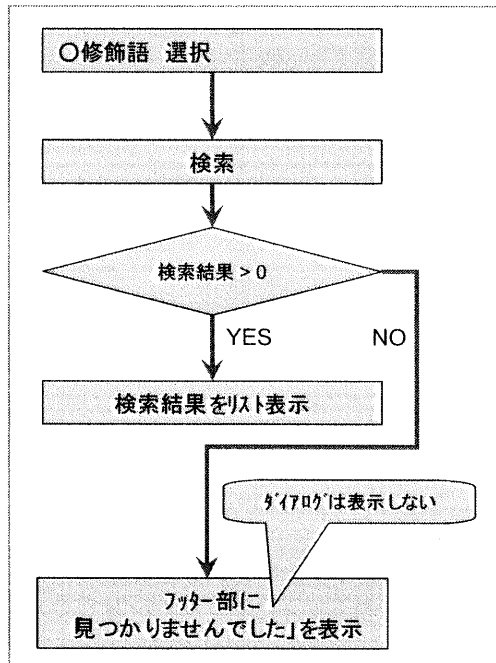 〇修飾語 選択
検索
検索結果 > 0
YES
NO
検索結果をリスト表示
ダイアログは表示しない
フッター部に
見つかりませんでした」を表示